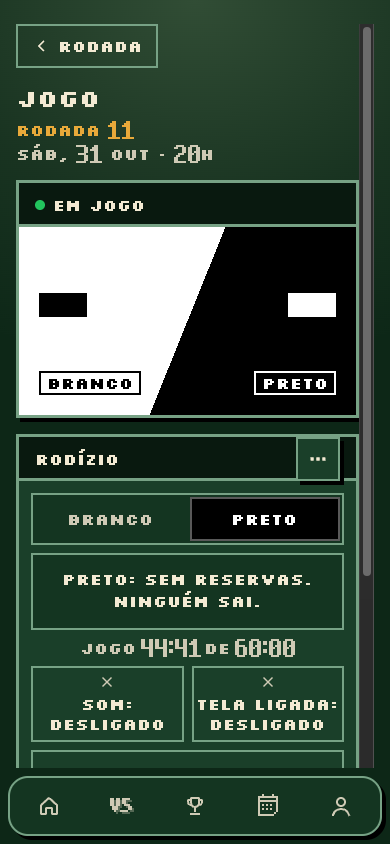 RODADA
JOGO
RODADA 11
SÁB, 31 OUT · 20H
EM JOGO
BRANCO
PRETO
RODÍZIO
...
BRANCO
PRETO
PRETO: SEM RESERVAS.
NINGUÉM SAI.
JOGO 44:41 DE 60:00
SOM:
DESLIGADO
TELA LIGADA:
DESLIGADO
VS